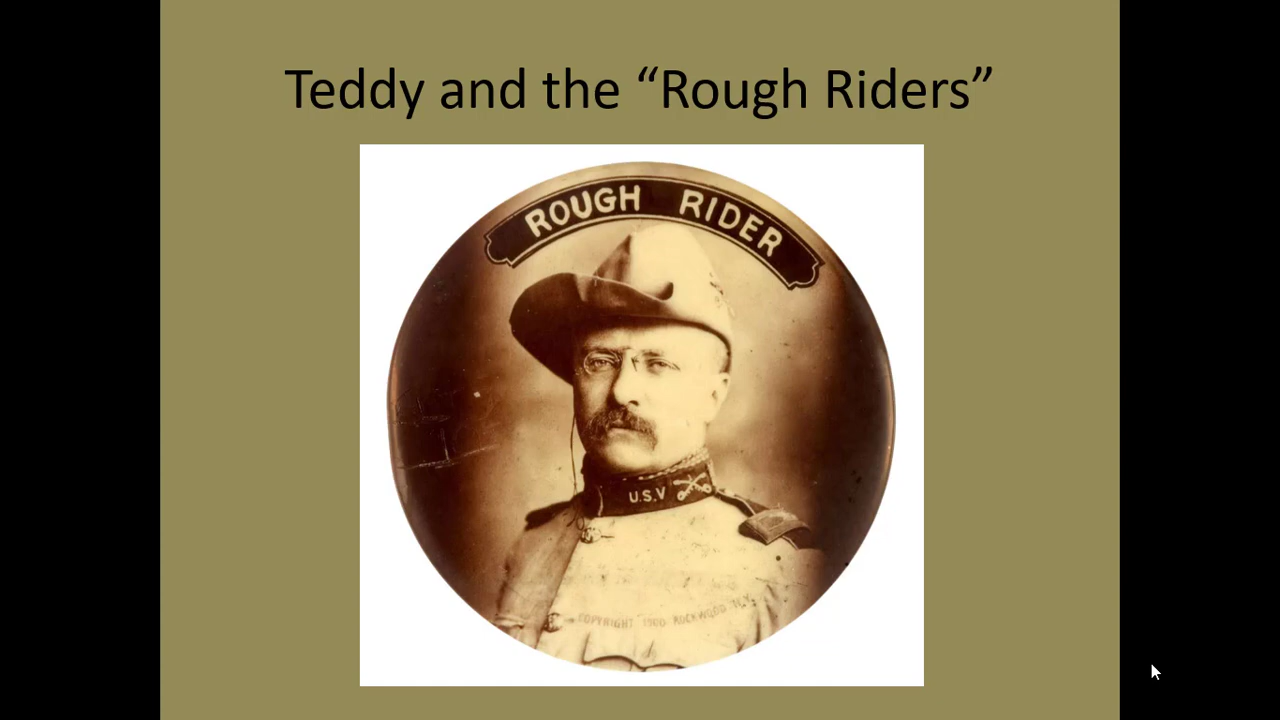 Teddy and the “Rough Riders”
ROUGH RIDER
U.S.V
COPYRIGHT 1900 ROCKWOOD N.Y.